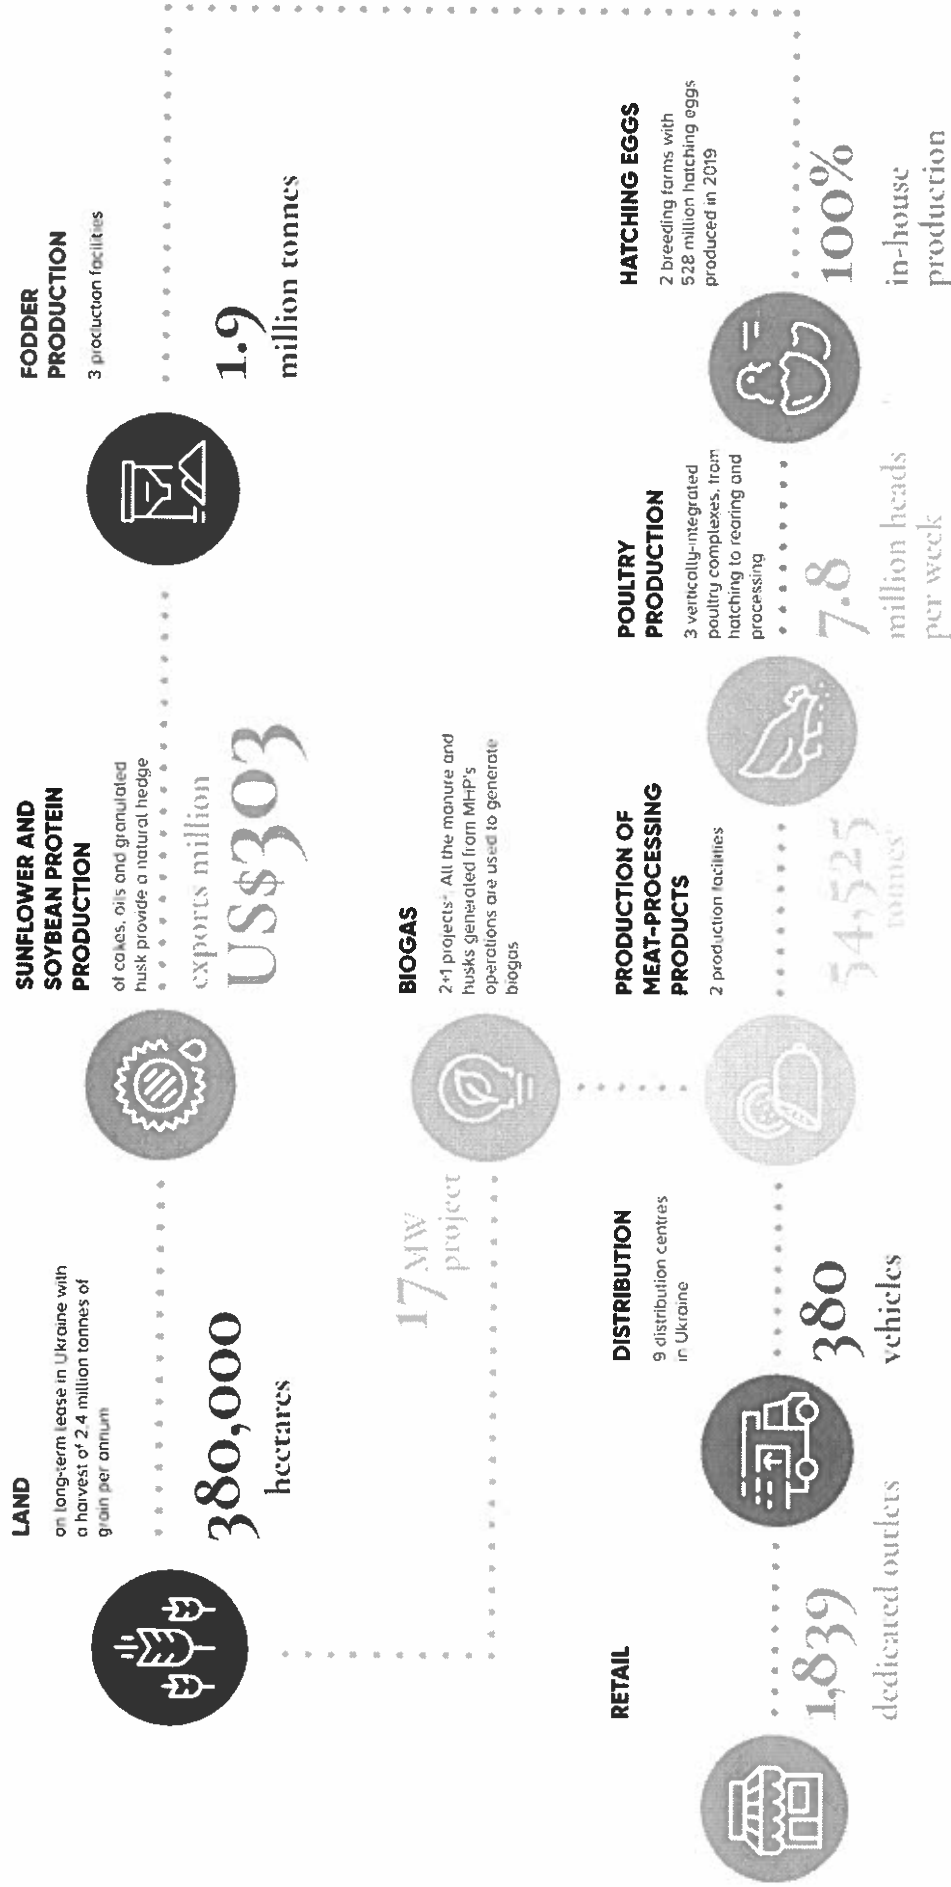 LAND
on long-term lease in Ukraine with
a harvest of 2.4 million tonnes of
grain per annum
380,000
hectares
SUNFLOWER AND
SOYBEAN PROTEIN
PRODUCTION
of cakes, oils and granulated
husk provide a natural hedge
exports million
US$303
FODDER
PRODUCTION
3 production facilities
1.9
million tonnes
17MW
project
BIOGAS
2+1 projects². All the manure and
husks generated from MHP's
operations are used to generate
biogas
RETAIL
1,839
dedicated outlets
DISTRIBUTION
9 distribution centres
in Ukraine
380
vehicles
PRODUCTION OF
MEAT-PROCESSING
PRODUCTS
2 production facilities
34,525
tonnes
POULTRY
PRODUCTION
3 vertically-integrated
poultry complexes, from
hatching to rearing and
processing
7.8
million heads
per week
HATCHING EGGS
2 breeding farms with
528 million hatching eggs
produced in 2019
100%
in-house
production